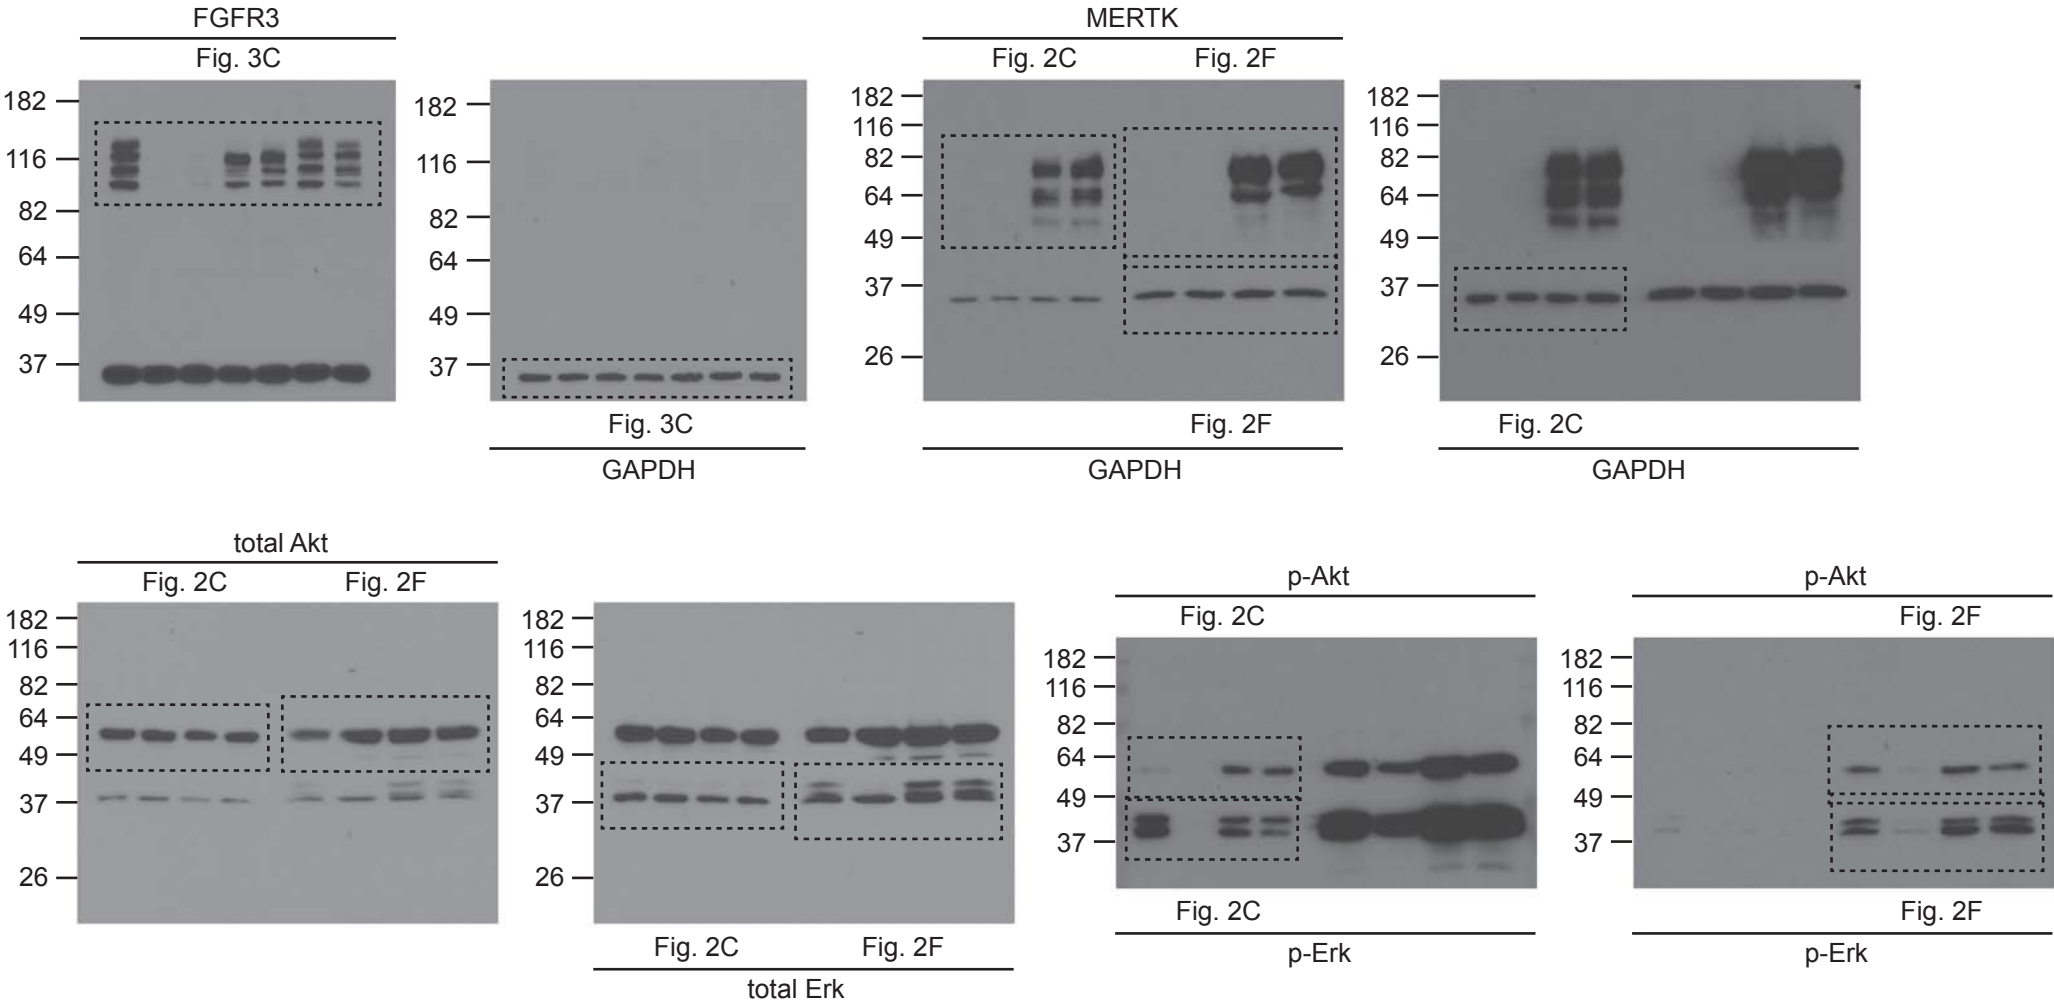 FGFR3
Fig. 3C
182
116
82
64
49
37
182
116
82
64
49
37
Fig. 3C
GAPDH
MERTK
Fig. 2C Fig. 2F
182
116
82
64
49
37
26
Fig. 2F
GAPDH
182
116
82
64
49
37
26
Fig. 2C
GAPDH
total Akt
Fig. 2C Fig. 2F
182
116
82
64
49
37
26
182
116
82
64
49
37
26
Fig. 2C Fig. 2F
total Erk
p-Akt
Fig. 2C
182
116
82
64
49
37
Fig. 2C
p-Erk
p-Akt
Fig. 2F
182
116
82
64
49
37
Fig. 2F
p-Erk